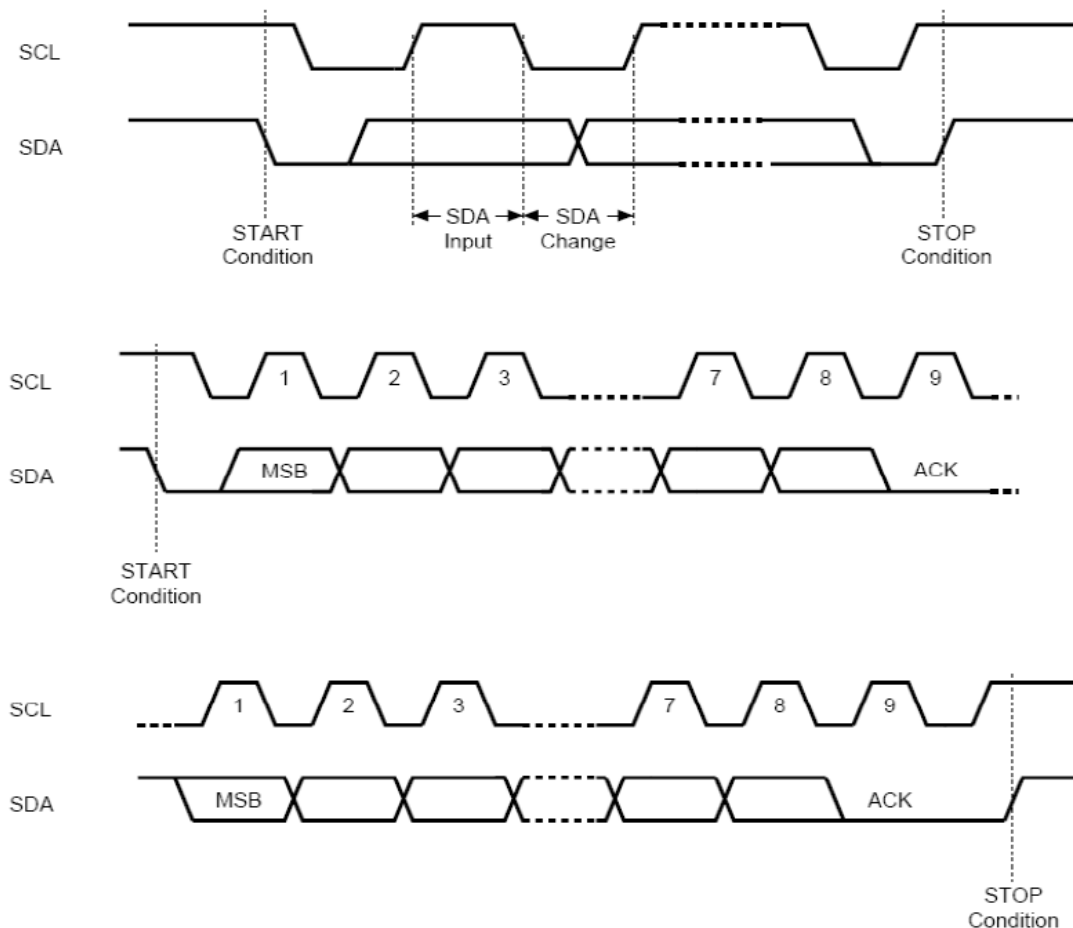 SCL
SDA
SDA
Input
SDA
Change
START
Condition
STOP
Condition
SCL
1
2
3
7
8
9
SDA
MSB
ACK
START
Condition
SCL
1
2
3
7
8
9
SDA
MSB
ACK
STOP
Condition